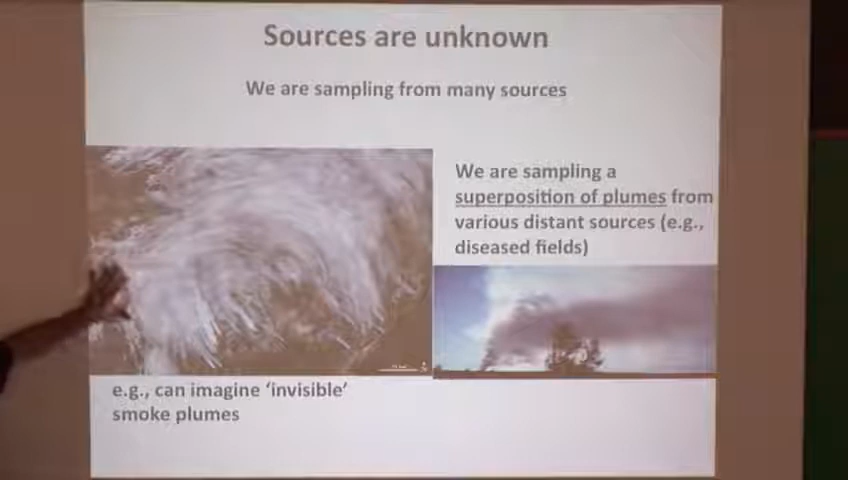 Sources are unknown
We are sampling from many sources
We are sampling a
superposition of plumes from
various distant sources (e.g.,
diseased fields)
e.g., can imagine 'invisible'
smoke plumes